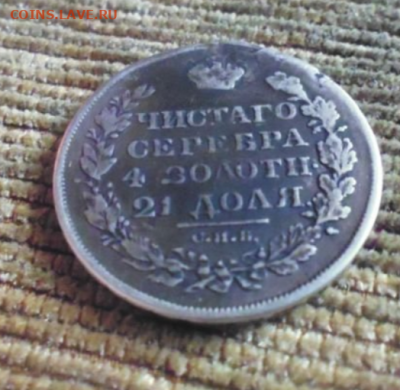 COINS.LAVE.RU
ЧИСТАГО
СЕРЕБРА
4 ЗОЛОТН.
21 ДОЛЯ.
С.П.Б.